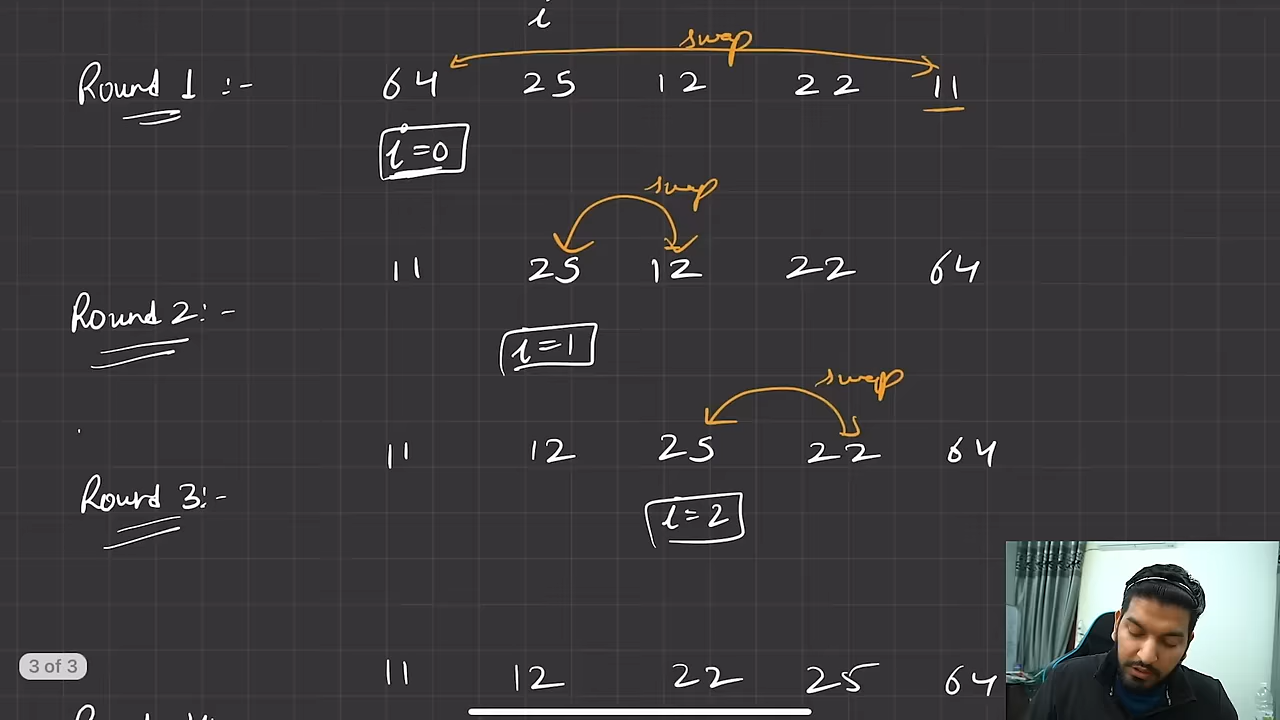 i
swap
Round 1 :- 64 25 12 22 11
i=0
swap
11 25 12 22 64
Round 2:-
i=1
swap
11 12 25 22 64
Round 3:-
i=2
3 of 3
11 12 22 25 64